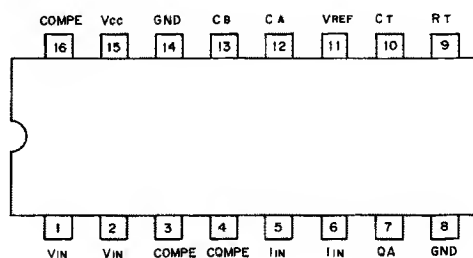 COMPE Vcc GND CB CA VREF CT RT
16 15 14 13 12 11 10 9
1 2 3 4 5 6 7 8
VIN VIN COMPE COMPE IIN IIN QA GND